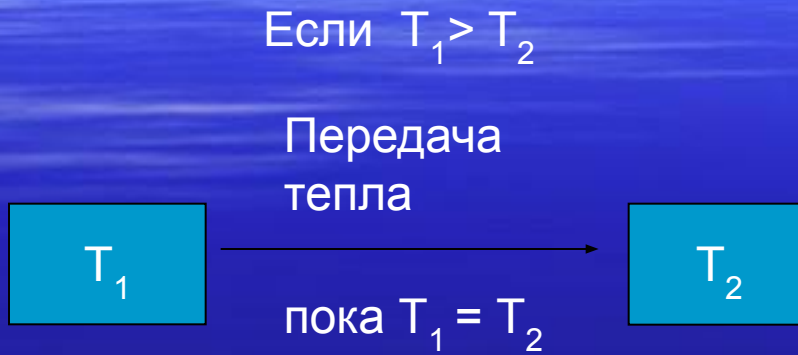 Если T₁> T₂
Передача
тепла
T₁
T₂
пока T₁ = T₂